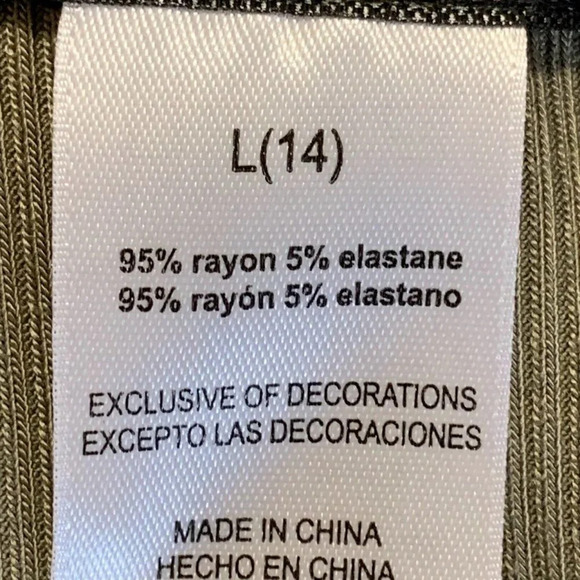 L(14)
95% rayon 5% elastane
95% rayón 5% elastano
EXCLUSIVE OF DECORATIONS
EXCEPTO LAS DECORACIONES
MADE IN CHINA
HECHO EN CHINA